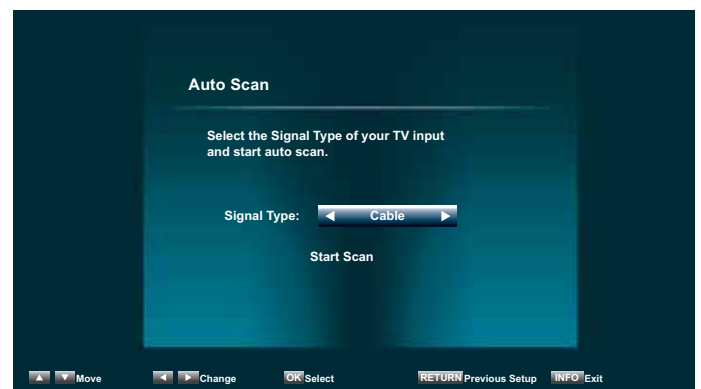 Auto Scan
Select the Signal Type of your TV input
and start auto scan.
Signal Type: ◀ Cable ▶
Start Scan
▲ ▼ Move ◀ ▶ Change OK Select RETURN Previous Setup INFO Exit